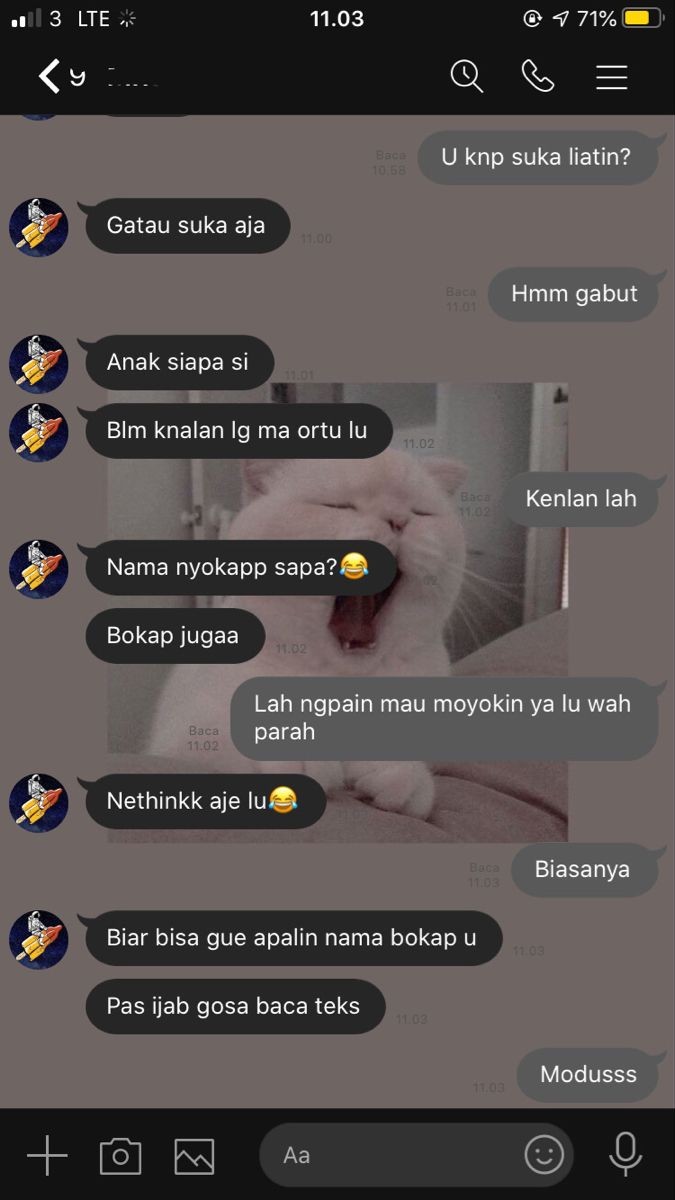 3 LTE
11.03
71%
U knp suka liatin?
Baca
10.58
Gatau suka aja
11.00
Hmm gabut
Baca
11.01
Anak siapa si
11.01
Blm knalan lg ma ortu lu
11.02
Kenlan lah
Baca
11.02
Nama nyokapp sapa?😂
Bokap jugaa
11.02
Lah ngpain mau moyokin ya lu wah
parah
Baca
11.02
Nethinkk aje lu😂
Biasanya
Baca
11.03
Biar bisa gue apalin nama bokap u
11.03
Pas ijab gosa baca teks
11.03
Modusss
11.03
Aa